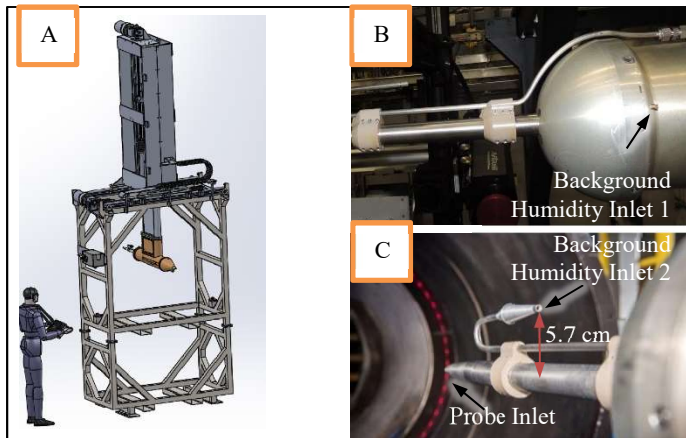 A
B
Background
Humidity Inlet 1
C
Background
Humidity Inlet 2
5.7 cm
Probe Inlet